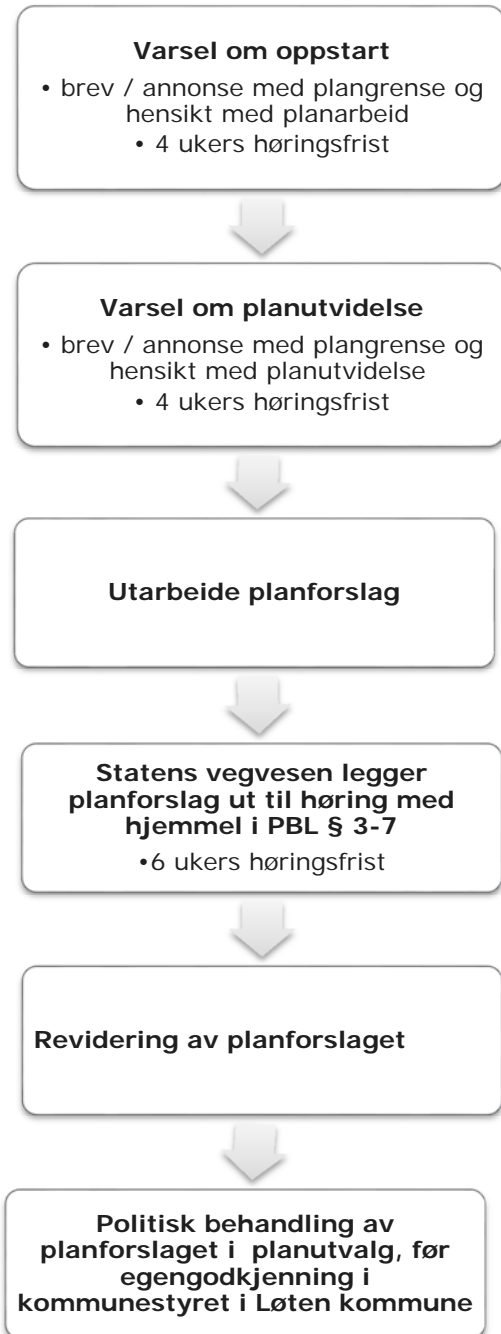 Varsel om oppstart
• brev / annonse med plangrense og
hensikt med planarbeid
• 4 ukers høringsfrist
Varsel om planutvidelse
• brev / annonse med plangrense og
hensikt med planutvidelse
• 4 ukers høringsfrist
Utarbeide planforslag
Statens vegvesen legger
planforslag ut til høring med
hjemmel i PBL § 3-7
•6 ukers høringsfrist
Revidering av planforslaget
Politisk behandling av
planforslaget i  planutvalg, før
egengodkjenning i
kommunestyret i Løten kommune